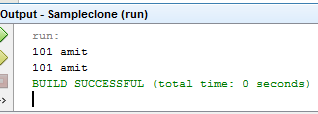 Output - Sampleclone (run)
run:
101 amit
101 amit
BUILD SUCCESSFUL (total time: 0 seconds)